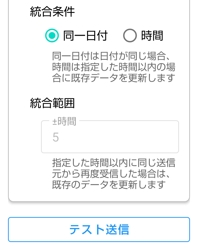 統合条件
同一日付 時間
同一日付は日付が同じ場合、
時間は指定した時間以内の場
合に既存データを更新します
統合範囲
±時間
5
指定した時間以内に同じ送信
元から再度受信した場合は、
既存のデータを更新します
テスト送信